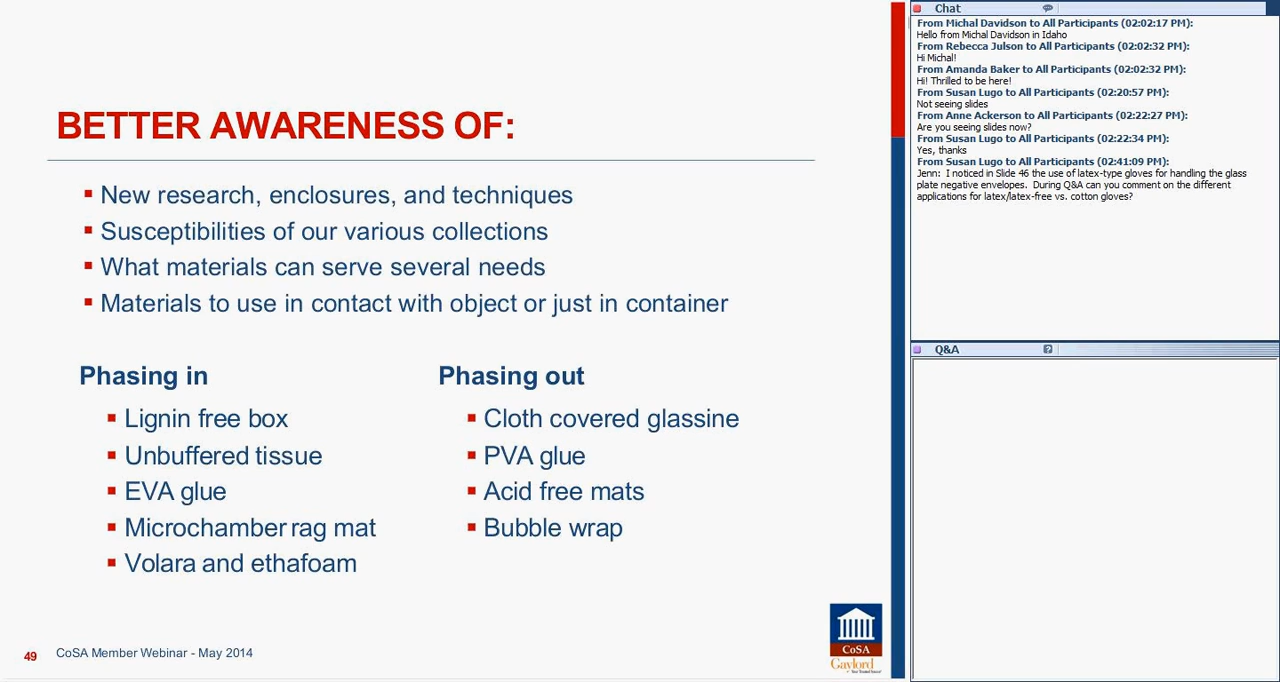 BETTER AWARENESS OF:
New research, enclosures, and techniques
Susceptibilities of our various collections
What materials can serve several needs
Materials to use in contact with object or just in container
Phasing in
Lignin free box
Unbuffered tissue
EVA glue
Microchamber rag mat
Volara and ethafoam
Phasing out
Cloth covered glassine
PVA glue
Acid free mats
Bubble wrap
49
CoSA Member Webinar - May 2014
CoSA
Gaylord
Chat
From Michal Davidson to All Participants (02:02:17 PM):
Hello from Michal Davidson in Idaho
From Rebecca Julson to All Participants (02:02:32 PM):
Hi Michal!
From Amanda Baker to All Participants (02:02:32 PM):
Hi! Thrilled to be here!
From Susan Lugo to All Participants (02:20:57 PM):
Not seeing slides
From Anne Ackerson to All Participants (02:22:27 PM):
Are you seeing slides now?
From Susan Lugo to All Participants (02:22:34 PM):
Yes, thanks
From Susan Lugo to All Participants (02:41:09 PM):
Jenn: I noticed in Slide 46 the use of latex-type gloves for handling the glass
plate negative envelopes. During Q&A can you comment on the different
applications for latex/latex-free vs. cotton gloves?
Q&A